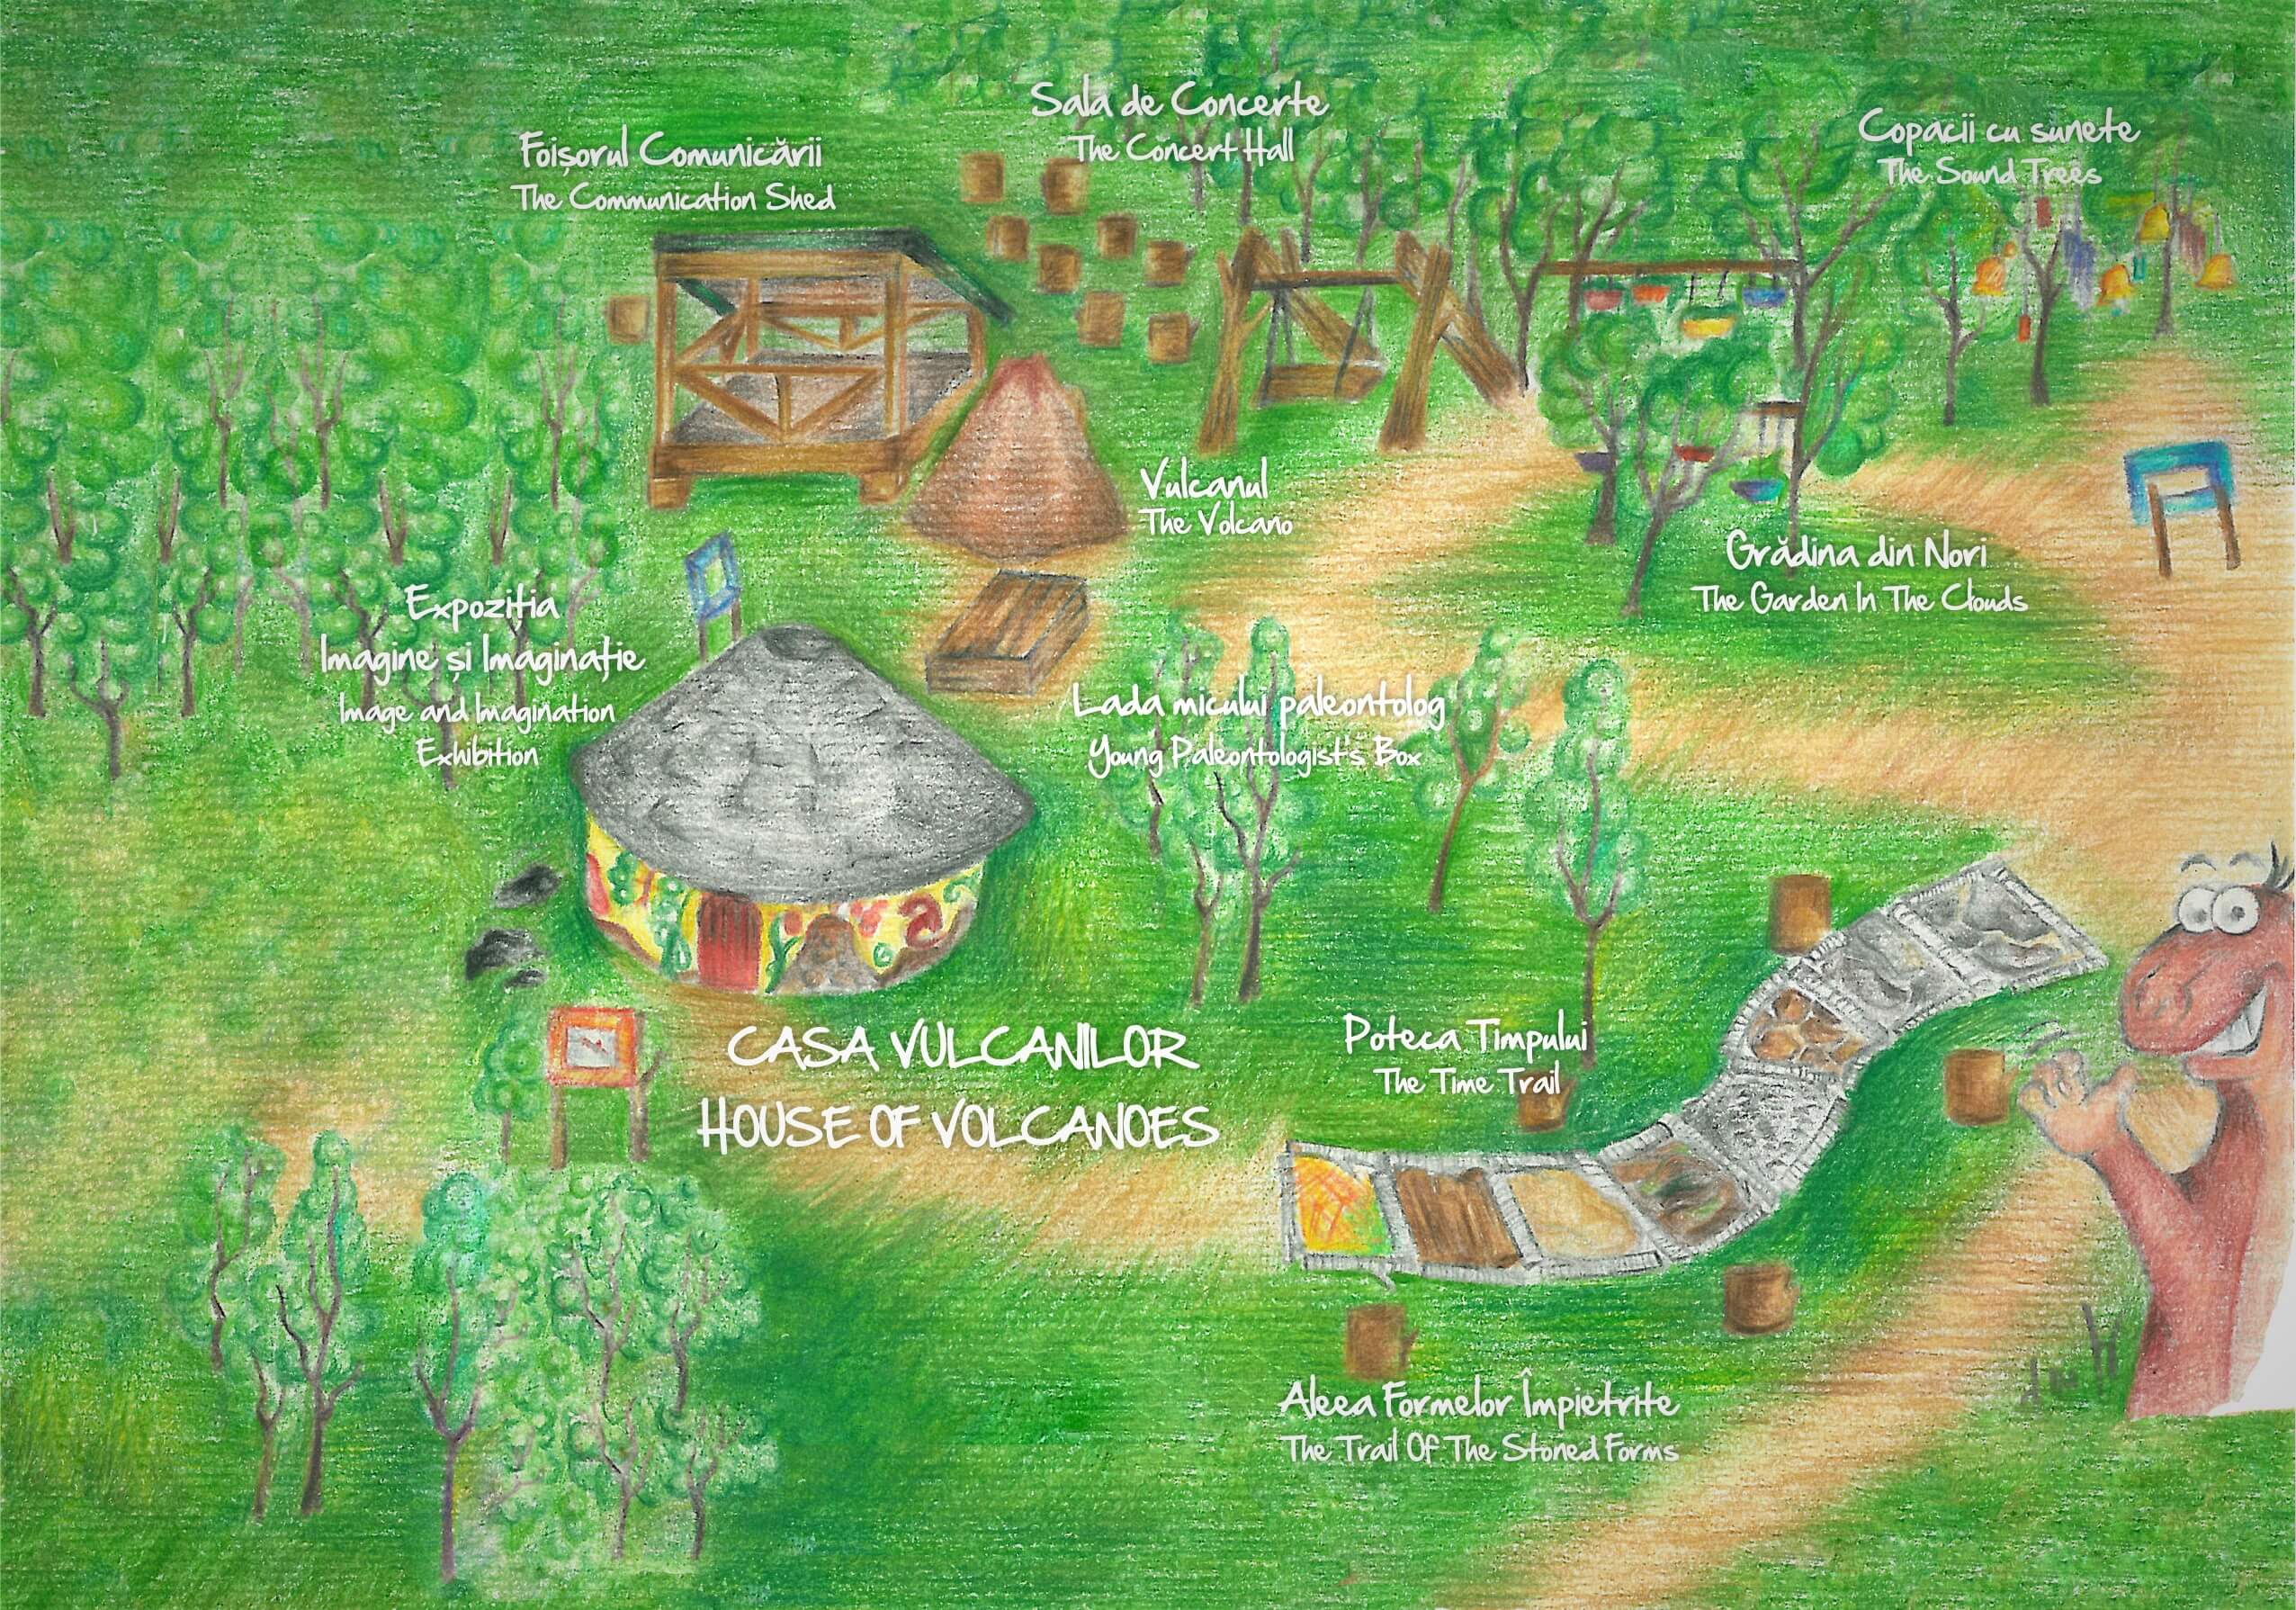 Sala de Concerte
The Concert Hall
Copacii cu sunete
The Sound Trees
Foișorul Comunicării
The Communication Shed
Vulcanul
The Volcano
Grădina din Nori
The Garden In The Clouds
Expoziția
Imagine și Imaginație
Image and Imagination
Exhibition
Lada micului paleontolog
Young Paleontologist's Box
CASA VULCANILOR
HOUSE OF VOLCANOES
Poteca Timpului
The Time Trail
Aleea Formelor Împietrite
The Trail Of The Stoned Forms